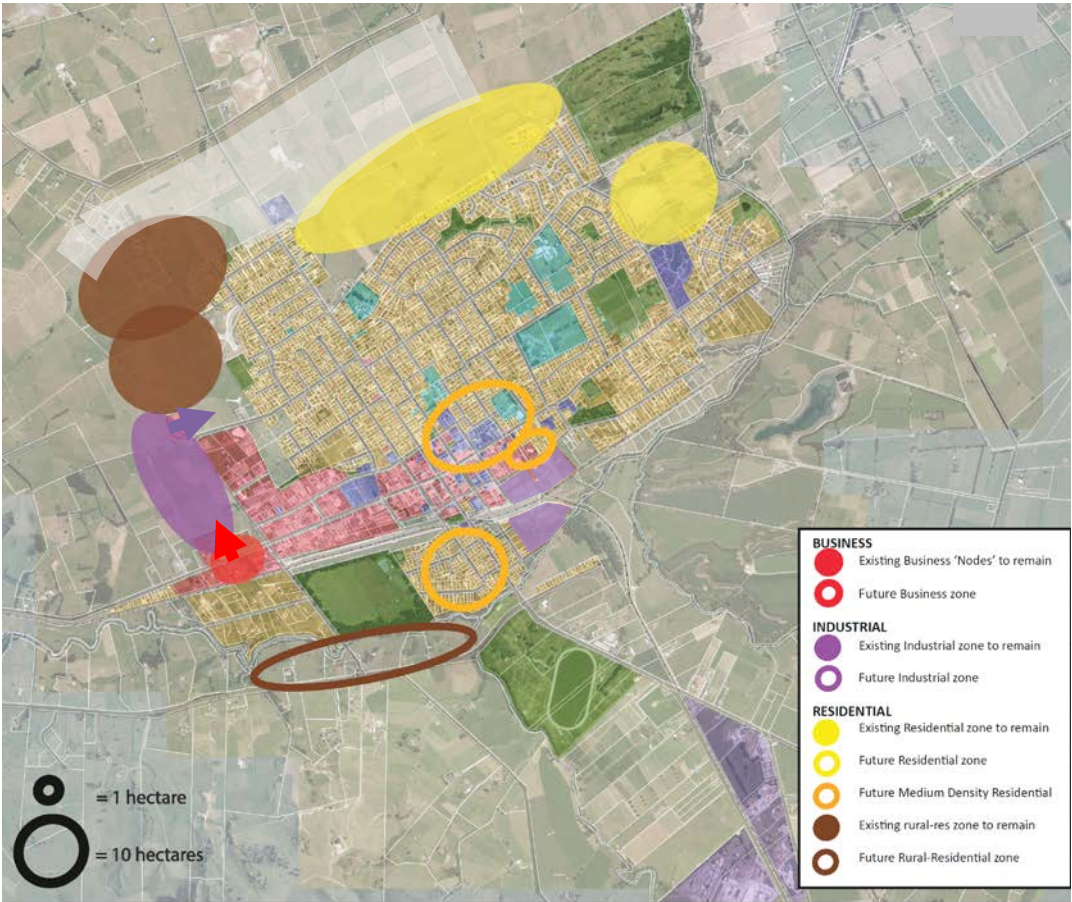 BUSINESS
Existing Business ‘Nodes’ to remain
Future Business zone
INDUSTRIAL
Existing Industrial zone to remain
Future Industrial zone
RESIDENTIAL
Existing Residential zone to remain
Future Residential zone
Future Medium Density Residential
Existing rural-res zone to remain
Future Rural-Residential zone
= 1 hectare
= 10 hectares